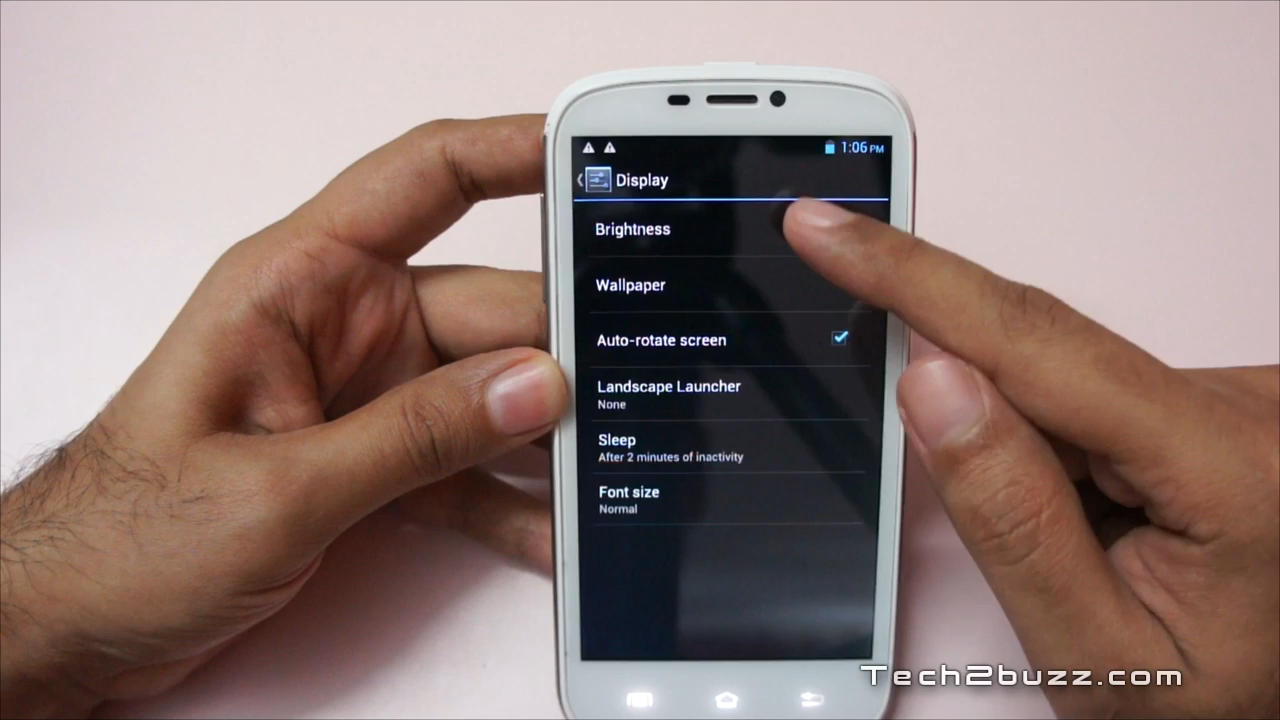 1:06 PM
Display
Brightness
Wallpaper
Auto-rotate screen
Landscape Launcher
None
Sleep
After 2 minutes of inactivity
Font size
Normal
Tech2buzz.com